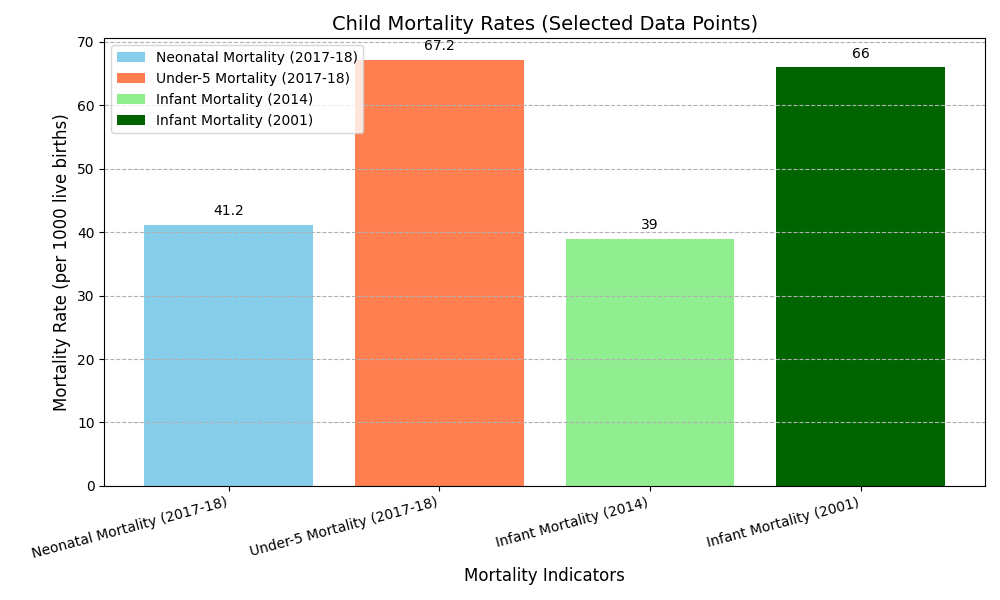 Child Mortality Rates (Selected Data Points)
Neonatal Mortality (2017-18)
Under-5 Mortality (2017-18)
Infant Mortality (2014)
Infant Mortality (2001)
Mortality Rate (per 1000 live births)
70
60
50
40
30
20
10
0
41.2
67.2
39
66
Neonatal Mortality (2017-18)
Under-5 Mortality (2017-18)
Infant Mortality (2014)
Infant Mortality (2001)
Mortality Indicators